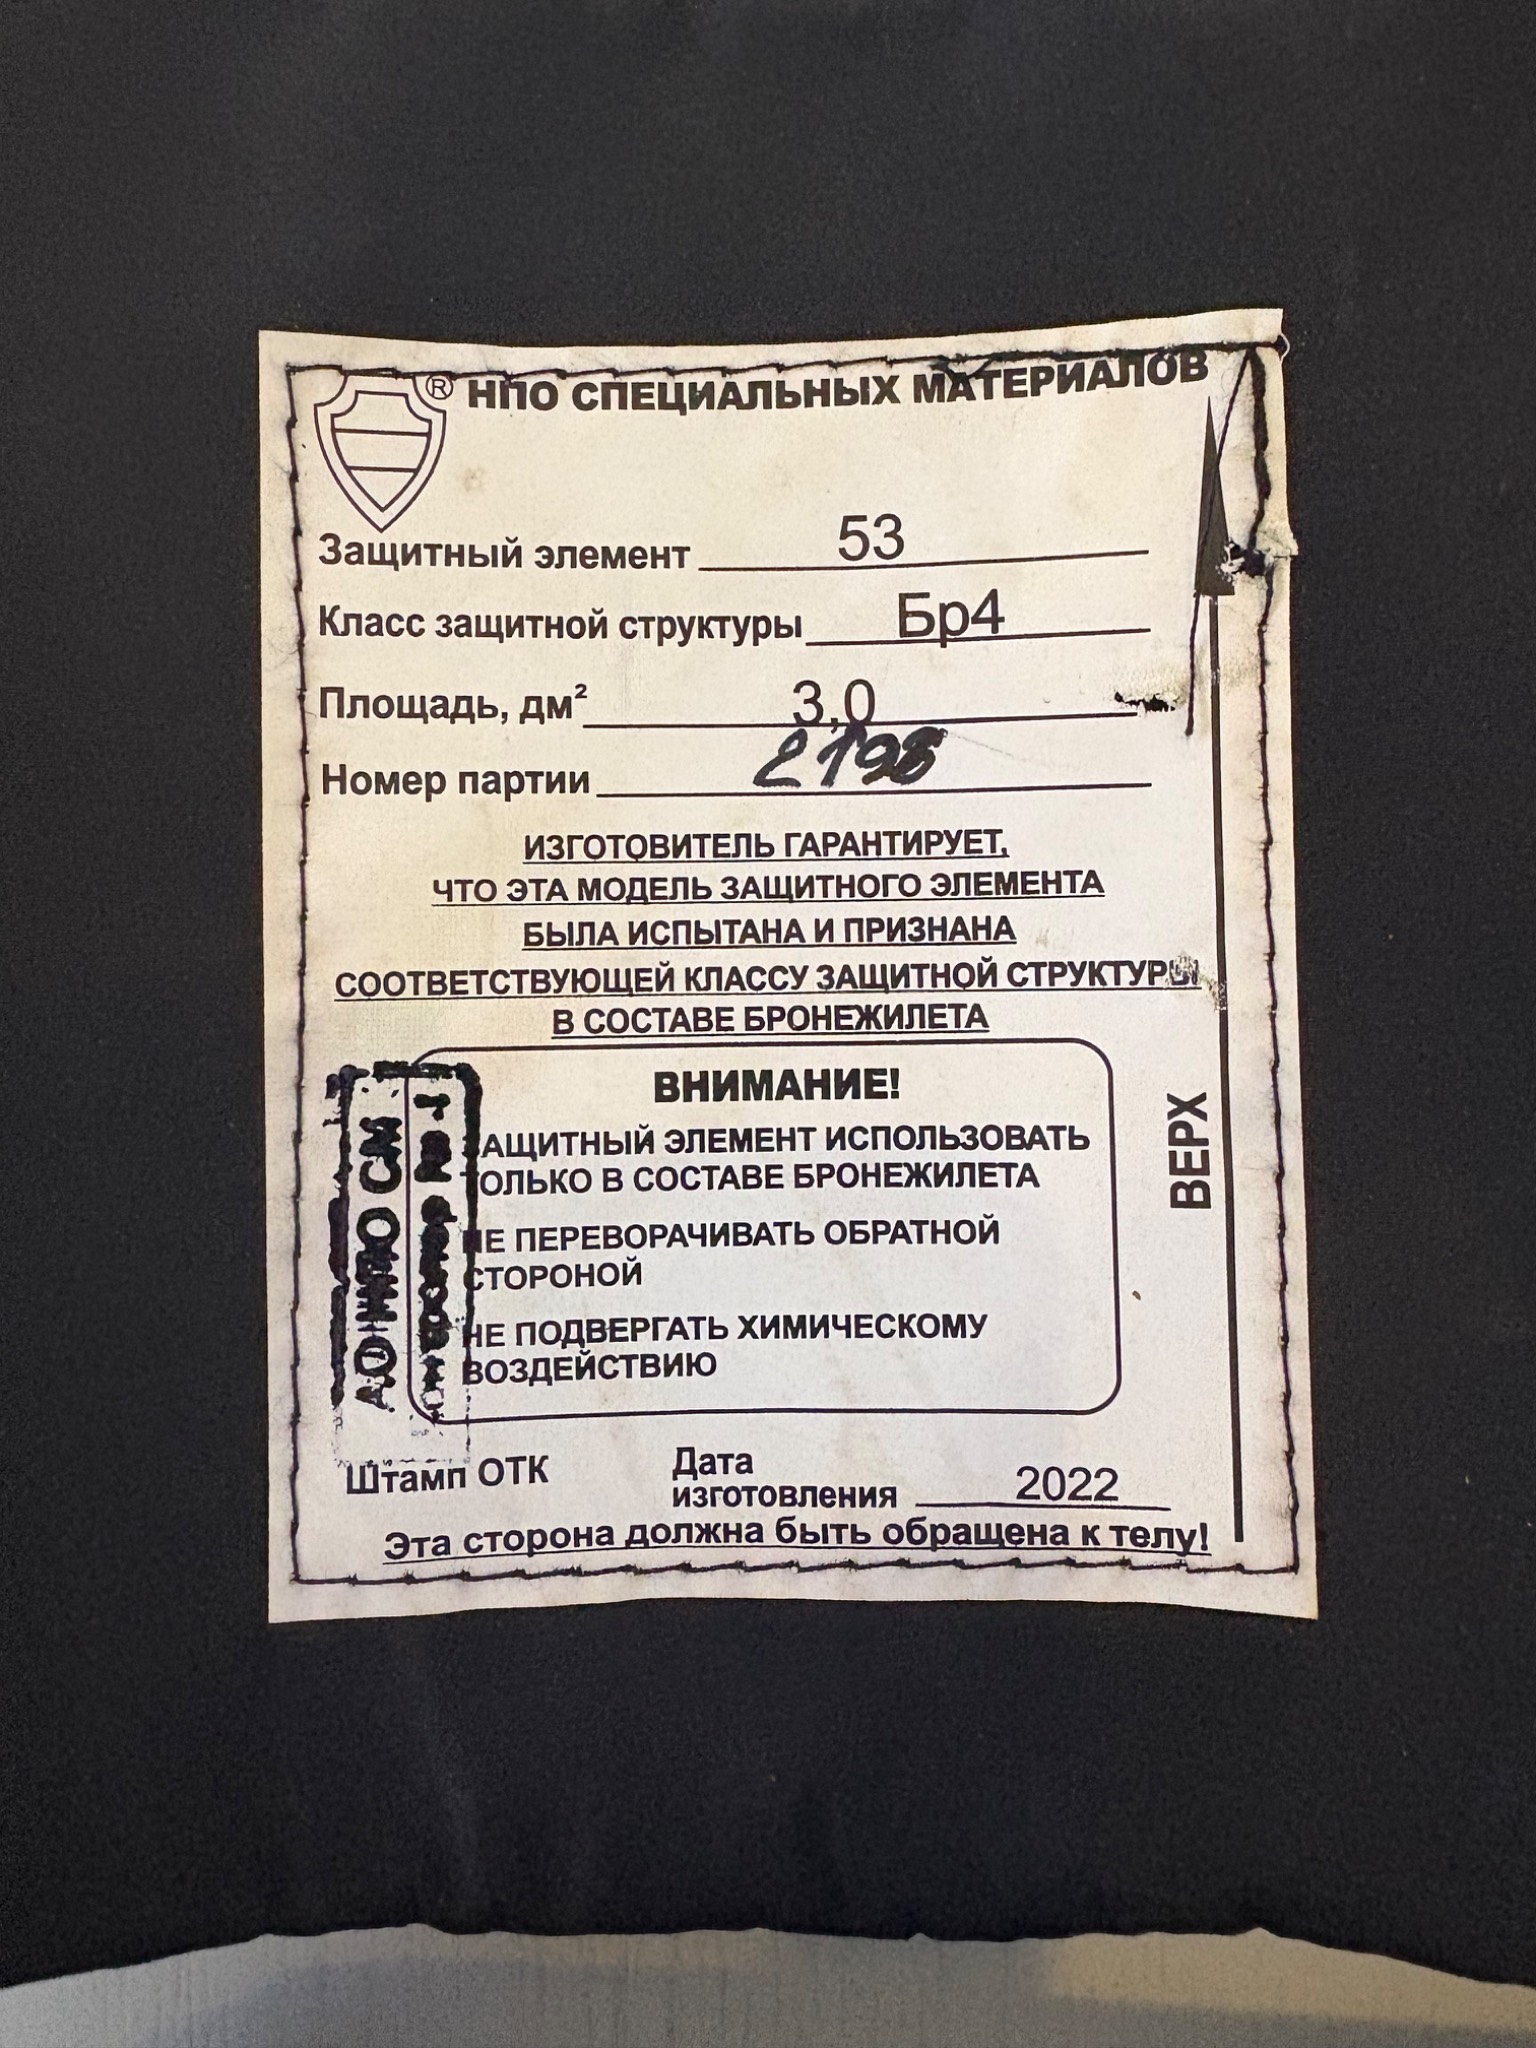 ® НПО СПЕЦИАЛЬНЫХ МАТЕРИАЛОВ
Защитный элемент 53
Класс защитной структуры Бр4
Площадь, дм² 3,0
Номер партии 2198
ИЗГОТОВИТЕЛЬ ГАРАНТИРУЕТ,
ЧТО ЭТА МОДЕЛЬ ЗАЩИТНОГО ЭЛЕМЕНТА
БЫЛА ИСПЫТАНА И ПРИЗНАНА
СООТВЕТСТВУЮЩЕЙ КЛАССУ ЗАЩИТНОЙ СТРУКТУРЫ
В СОСТАВЕ БРОНЕЖИЛЕТА
ВНИМАНИЕ!
ЗАЩИТНЫЙ ЭЛЕМЕНТ ИСПОЛЬЗОВАТЬ
ТОЛЬКО В СОСТАВЕ БРОНЕЖИЛЕТА
НЕ ПЕРЕВОРАЧИВАТЬ ОБРАТНОЙ
СТОРОНОЙ
НЕ ПОДВЕРГАТЬ ХИМИЧЕСКОМУ
ВОЗДЕЙСТВИЮ
ВЕРХ
АО НПО СМ
Штамп ОТК
Дата
изготовления 2022
Эта сторона должна быть обращена к телу!